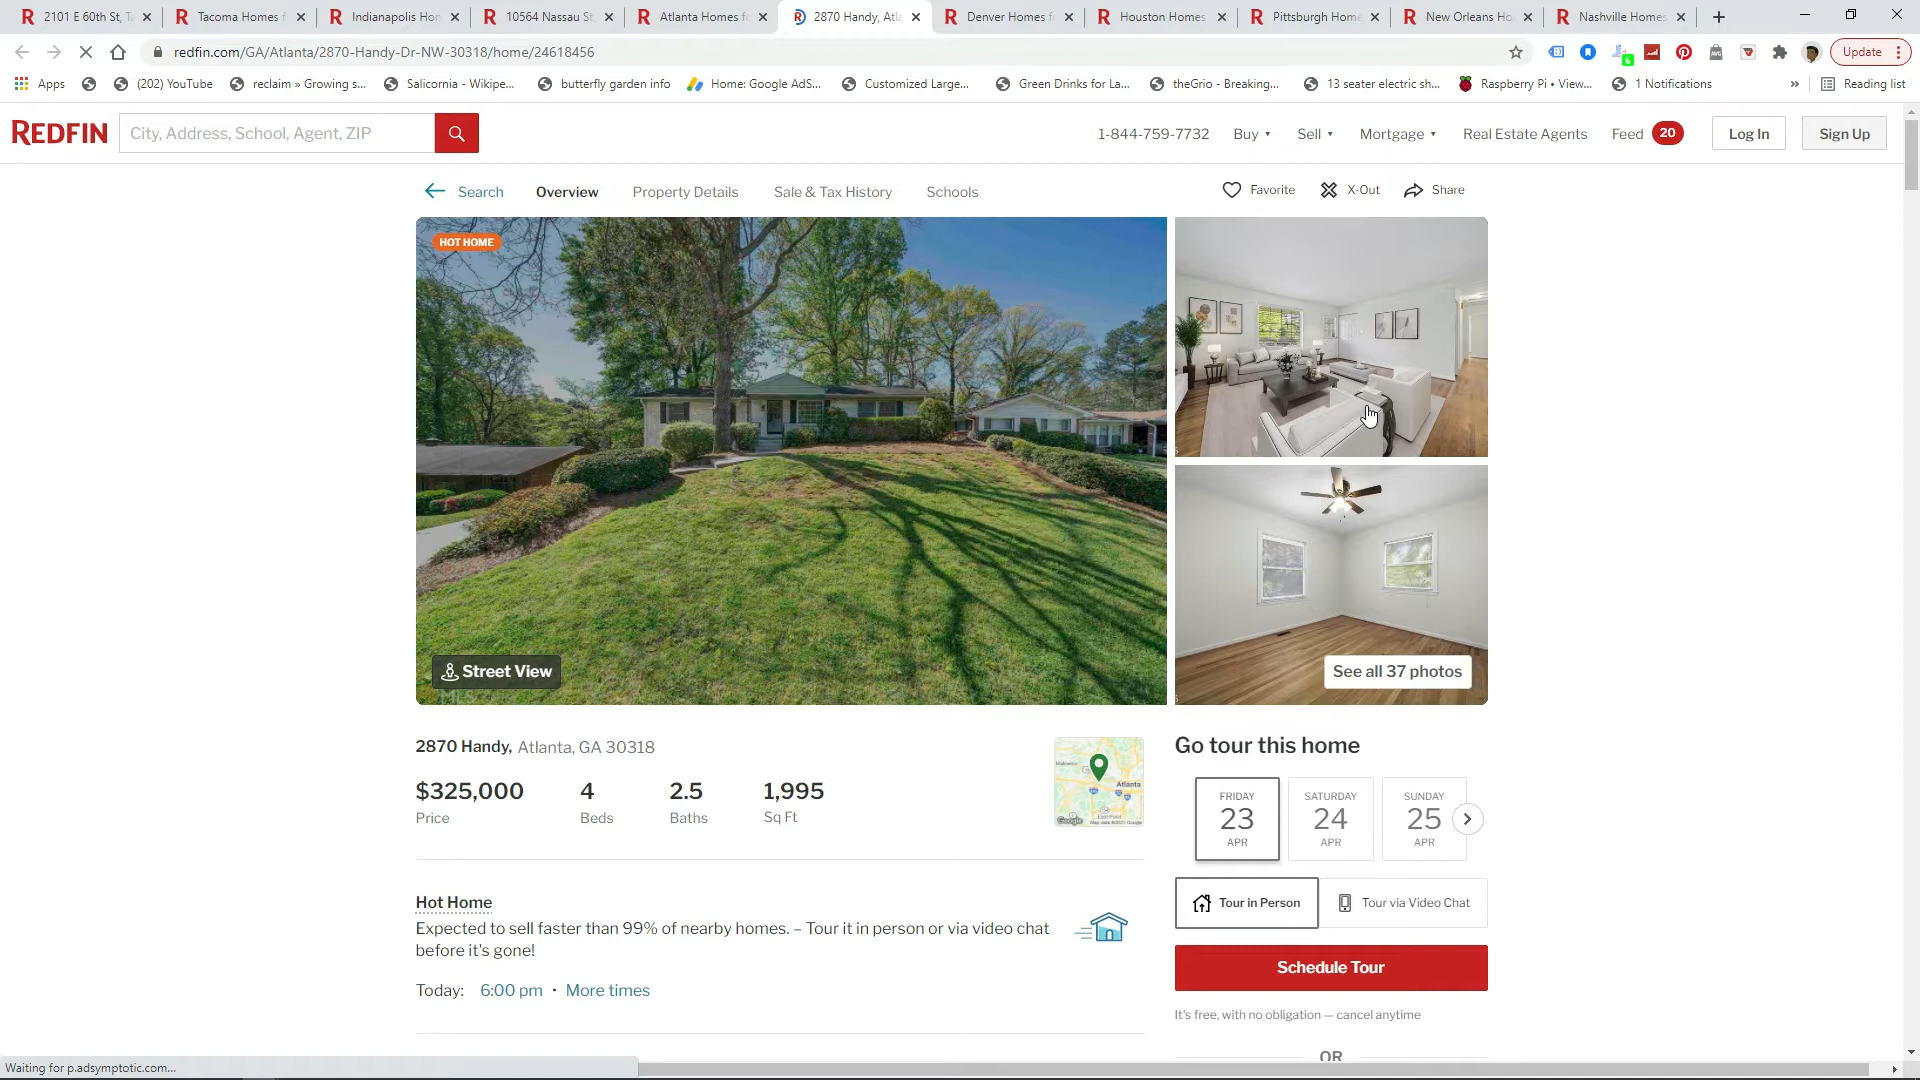 2101 E 60th St, Ta
Tacoma Homes f
Indianapolis Hom
10564 Nassau St,
Atlanta Homes fo
2870 Handy, Atla
Denver Homes f
Houston Homes
Pittsburgh Home
New Orleans Ho
Nashville Homes
redfin.com/GA/Atlanta/2870-Handy-Dr-NW-30318/home/24618456
6
Update
Apps
(202) YouTube
reclaim » Growing s...
Salicornia - Wikipe...
butterfly garden info
Home: Google AdS...
Customized Large...
Green Drinks for La...
theGrio - Breaking...
13 seater electric sh...
Raspberry Pi • View...
1 Notifications
»
Reading list
REDFIN
City, Address, School, Agent, ZIP
1-844-759-7732
Buy
Sell
Mortgage
Real Estate Agents
Feed 20
Log In
Sign Up
Search
Overview
Property Details
Sale & Tax History
Schools
Favorite
X-Out
Share
HOT HOME
Street View
See all 37 photos
2870 Handy, Atlanta, GA 30318
$325,000 4 2.5 1,995
Price Beds Baths Sq Ft
Atlanta
Google
Go tour this home
FRIDAY SATURDAY SUNDAY
23 24 25
APR APR APR
Tour in Person
Tour via Video Chat
Schedule Tour
It's free, with no obligation — cancel anytime
OR
Hot Home
Expected to sell faster than 99% of nearby homes. – Tour it in person or via video chat
before it's gone!
Today: 6:00 pm • More times
Waiting for p.adsymptotic.com...